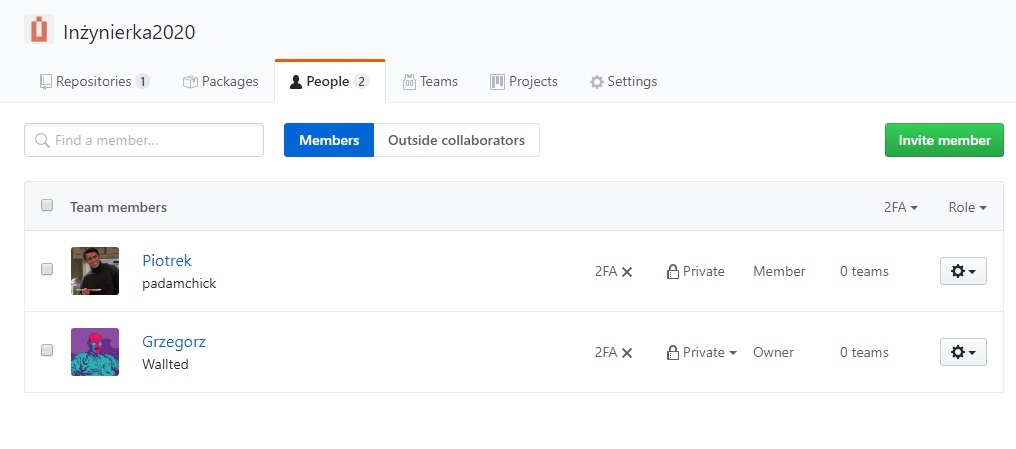 Inżynierka2020
Repositories 1 Packages People 2 Teams Projects Settings
Find a member... Members Outside collaborators Invite member
Team members 2FA Role
Piotrek
padamchick
2FA Private Member 0 teams
Grzegorz
Wallted
2FA Private Owner 0 teams